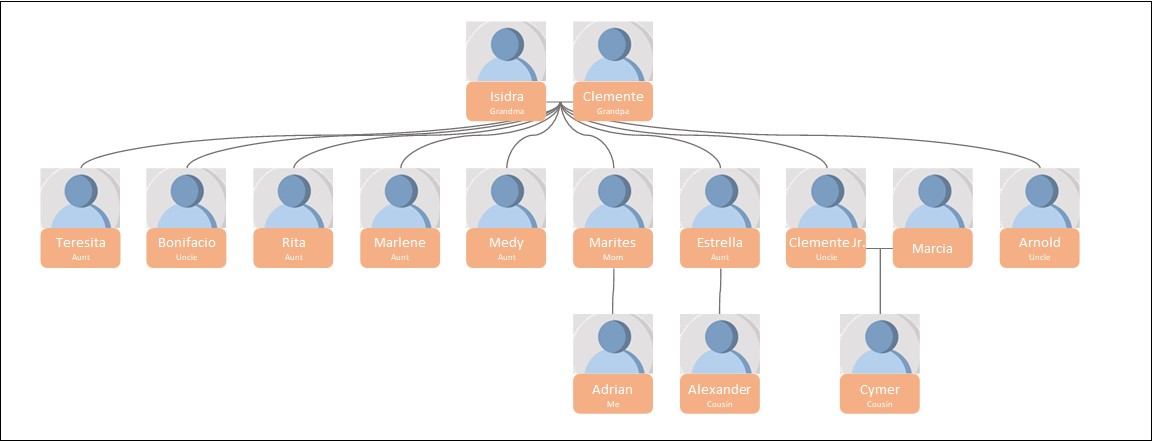 Isidra
Grandma
Clemente
Grandpa
Teresita
Aunt
Bonifacio
Uncle
Rita
Aunt
Marlene
Aunt
Medy
Aunt
Marites
Mom
Estrella
Aunt
Clemente Jr.
Uncle
Marcia
Arnold
Uncle
Adrian
Me
Alexander
Cousin
Cymer
Cousin